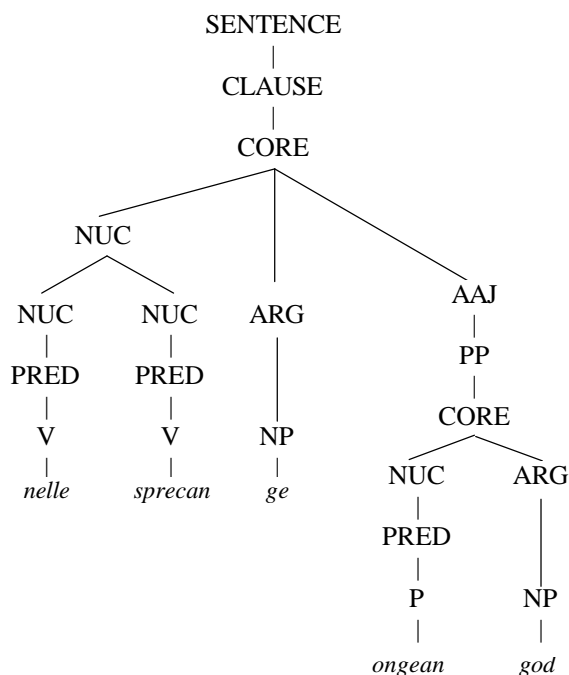 SENTENCE
CLAUSE
CORE
NUC
AAJ
NUC NUC ARG
PP
PRED PRED
CORE
V V NP
NUC ARG
nelle sprecan ge
PRED
P NP
ongean god